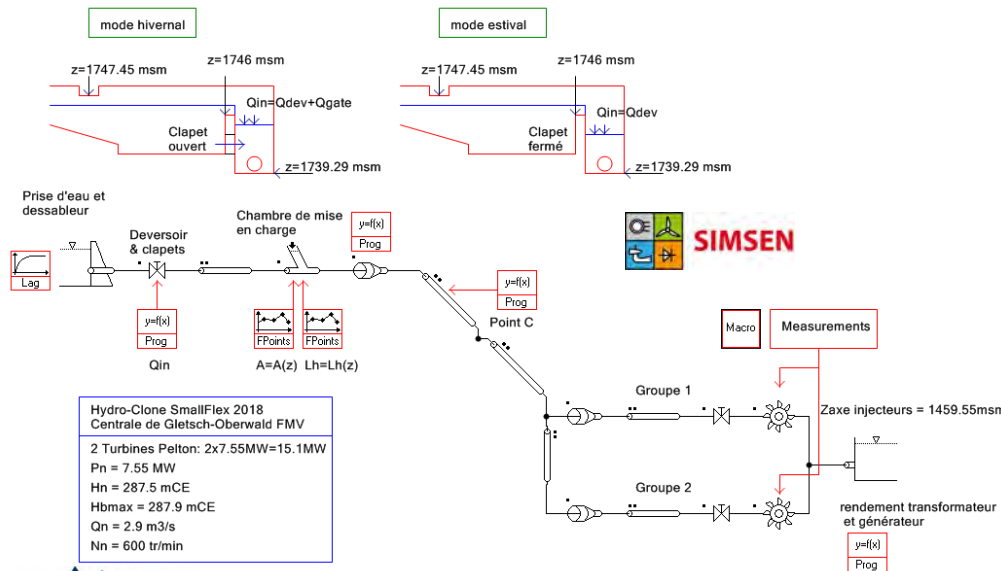 mode hivernal
mode estival
z=1747.45 msm
z=1746 msm
Qin=Qdev+Qgate
Clapet
ouvert
z=1739.29 msm
z=1747.45 msm
z=1746 msm
Qin=Qdev
Clapet
fermé
z=1739.29 msm
Prise d'eau et
dessableur
Lag
Deversoir
& clapets
y=f(x)
Prog
Qin
Chambre de mise
en charge
FPoints
FPoints
A=A(z)
Lh=Lh(z)
y=f(x)
Prog
y=f(x)
Prog
Point C
SIMSEN
Macro
Measurements
Groupe 1
Groupe 2
Zaxe injecteurs = 1459.55msm
rendement transformateur
et générateur
y=f(x)
Prog
Hydro-Clone SmallFlex 2018
Centrale de Gletsch-Oberwald FMV
2 Turbines Pelton: 2x7.55MW=15.1MW
Pn = 7.55 MW
Hn = 287.5 mCE
Hbmax = 287.9 mCE
Qn = 2.9 m3/s
Nn = 600 tr/min